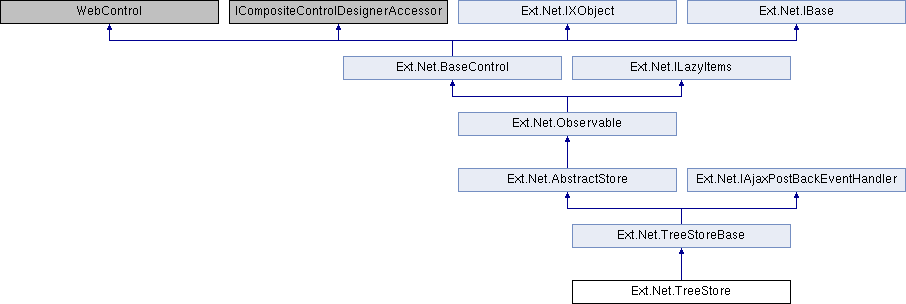 WebControl
ICompositeControlDesignerAccessor
Ext.Net.IXObject
Ext.Net.IBase
Ext.Net.BaseControl
Ext.Net.ILazyItems
Ext.Net.Observable
Ext.Net.AbstractStore
Ext.Net.IAjaxPostBackEventHandler
Ext.Net.TreeStoreBase
Ext.Net.TreeStore